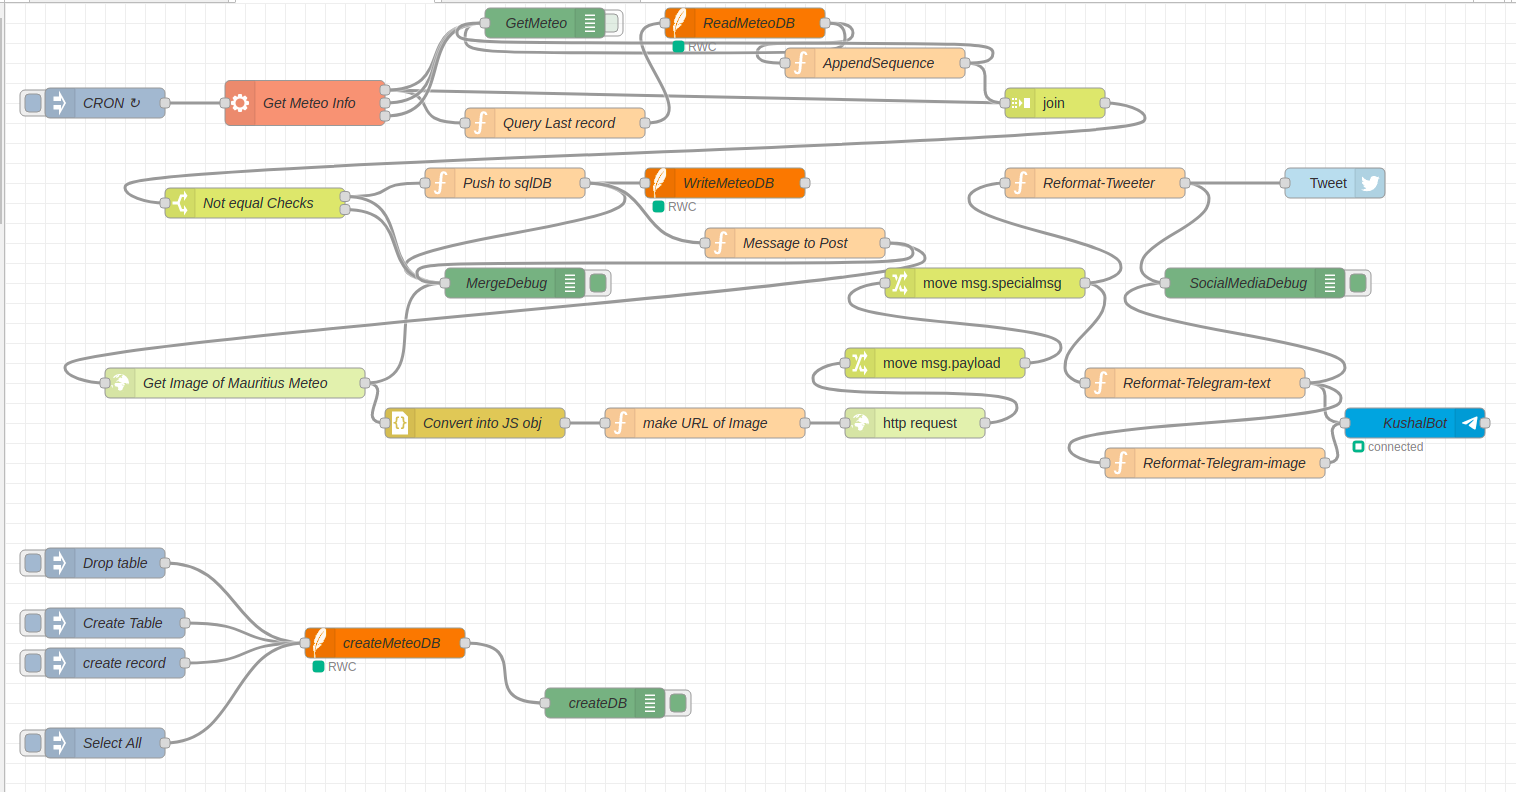 GetMeteo
ReadMeteoDB
RWC
AppendSequence
CRON ↻
Get Meteo Info
join
Query Last record
Push to sqlDB
WriteMeteoDB
RWC
Reformat-Tweeter
Tweet
Not equal Checks
Message to Post
MergeDebug
move msg.specialmsg
SocialMediaDebug
move msg.payload
Get Image of Mauritius Meteo
Reformat-Telegram-text
Convert into JS obj
make URL of Image
http request
KushalBot
connected
Reformat-Telegram-image
Drop table
Create Table
createMeteoDB
RWC
create record
createDB
Select All